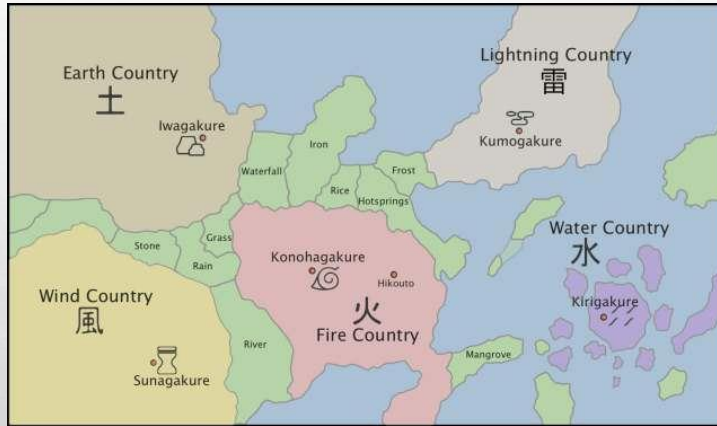 Earth Country
土
Iwagakure
Lightning Country
雷
Kumogakure
Iron
Waterfall
Rice
Frost
Hotsprings
Stone
Grass
Rain
Konohagakure
Hikouto
火
Fire Country
Water Country
水
Kirigakure
Wind Country
風
Sunagakure
River
Mangrove